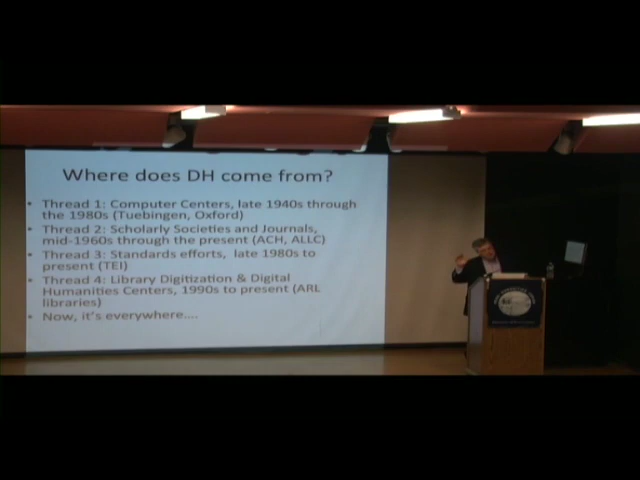 Where does DH come from?
• Thread 1: Computer Centers, late 1940s through
the 1980s (Tuebingen, Oxford)
• Thread 2: Scholarly Societies and Journals,
mid-1960s through the present (ACH, ALLC)
• Thread 3: Standards efforts, late 1980s to
present (TEI)
• Thread 4: Library Digitization & Digital
Humanities Centers, 1990s to present (ARL
libraries)
• Now, it's everywhere....